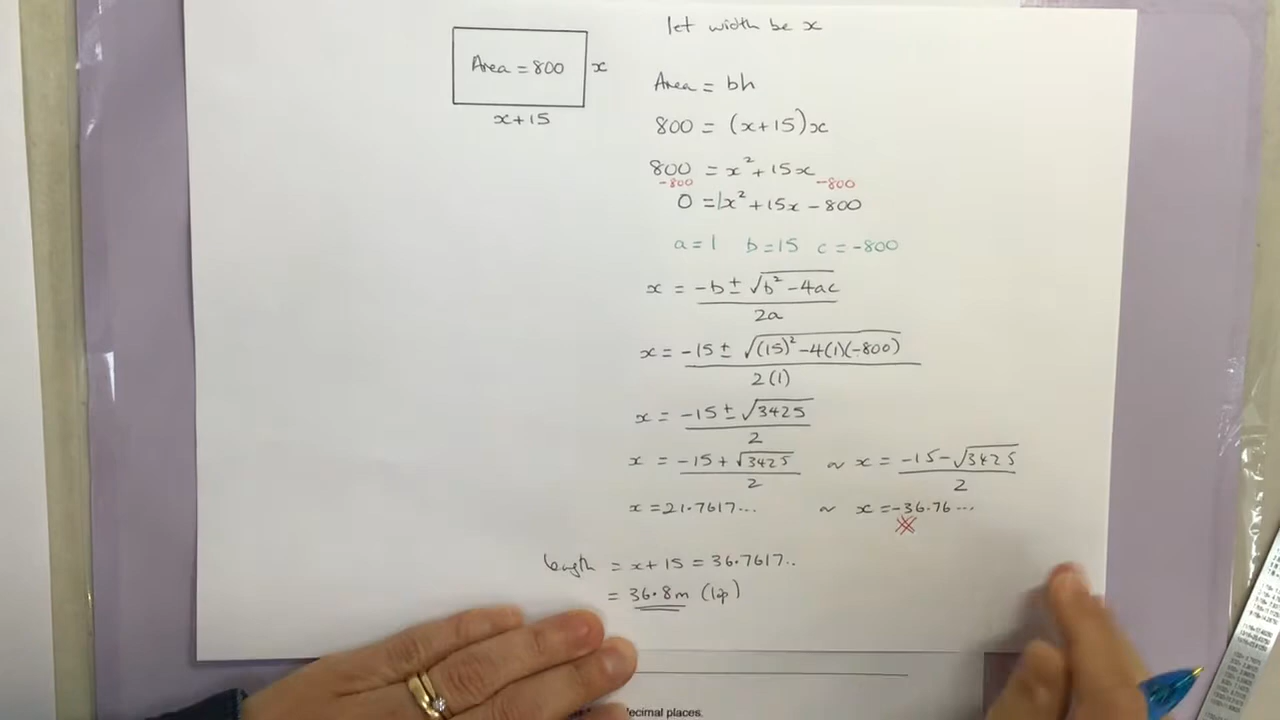 let width be x
Area = 800 x
x+15
Area = bh
800 = (x+15)x
800 = x² + 15x
-800 -800
0 = 1x² + 15x - 800
a = 1 b = 15 c = -800
x = -b ± √b² - 4ac
2a
x = -15 ± √(15)² - 4(1)(-800)
2(1)
x = -15 ± √3425
2
x = -15 + √3425 or x = -15 - √3425
2 2
x = 21.7617... or x = -36.76...
length = x + 15 = 36.7617..
= 36.8m (1dp)
decimal places.